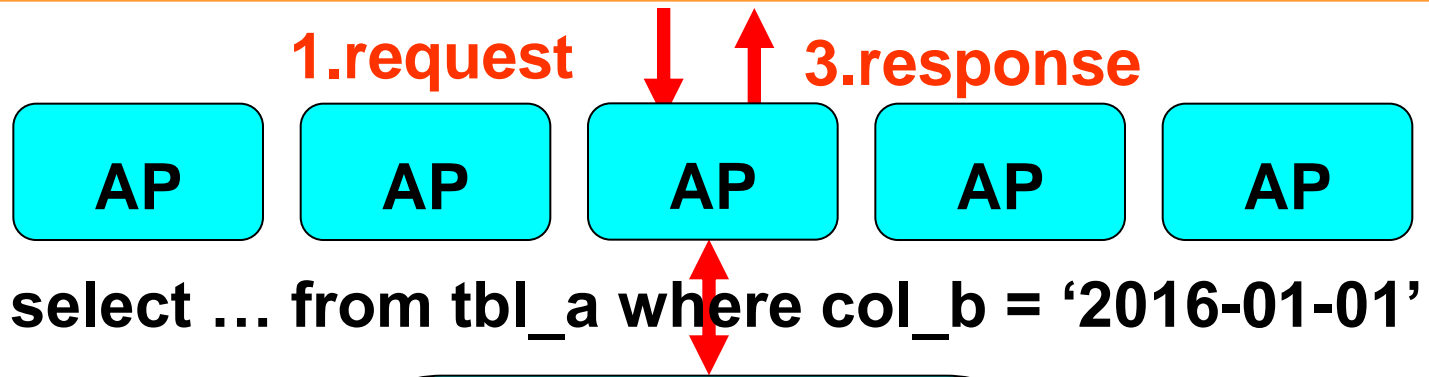 1.request 3.response
AP AP AP AP AP
select … from tbl_a where col_b = ‘2016-01-01’